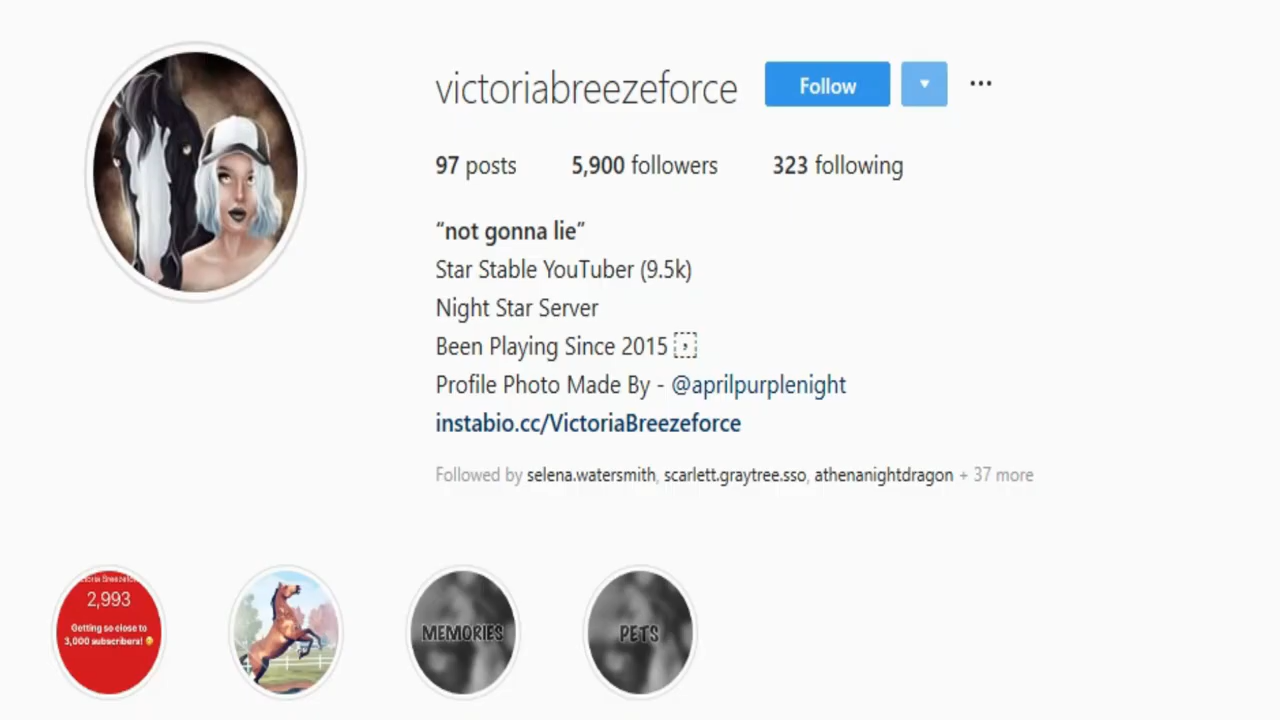 victoriabreezeforce Follow
97 posts 5,900 followers 323 following
“not gonna lie”
Star Stable YouTuber (9.5k)
Night Star Server
Been Playing Since 2015
Profile Photo Made By - @aprilpurplenight
instabio.cc/VictoriaBreezeforce
Followed by selena.watersmith, scarlett.graytree.sso, athenanightdragon + 37 more
2,993
Getting so close to
3,000 subscribers!
MEMORIES
PETS